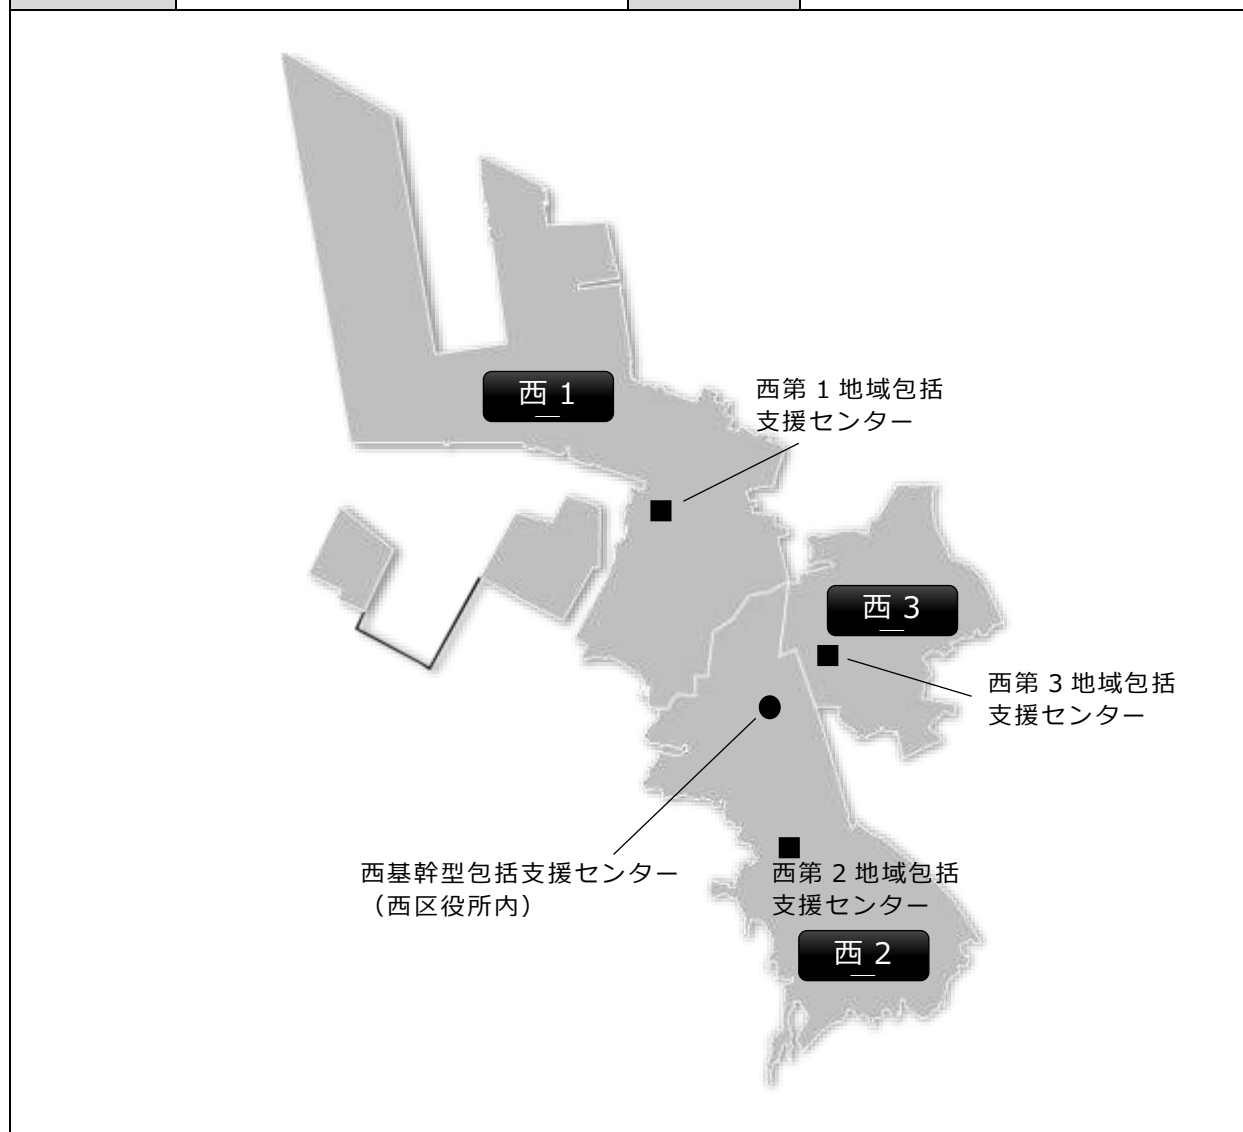 西 1
西第 1 地域包括
支援センター
西 3
西第 3 地域包括
支援センター
西基幹型包括支援センター
（西区役所内）
西第 2 地域包括
支援センター
西 2